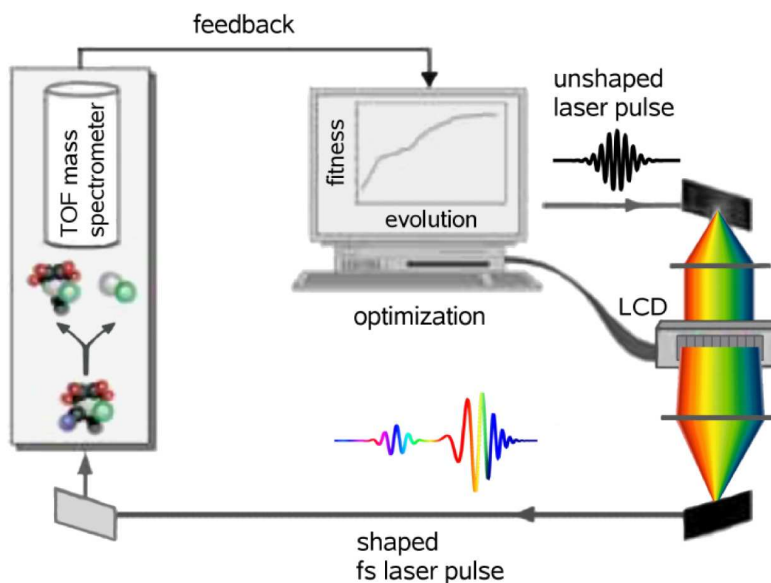 feedback
unshaped
laser pulse
TOF mass
spectrometer
fitness
evolution
optimization
LCD
shaped
fs laser pulse